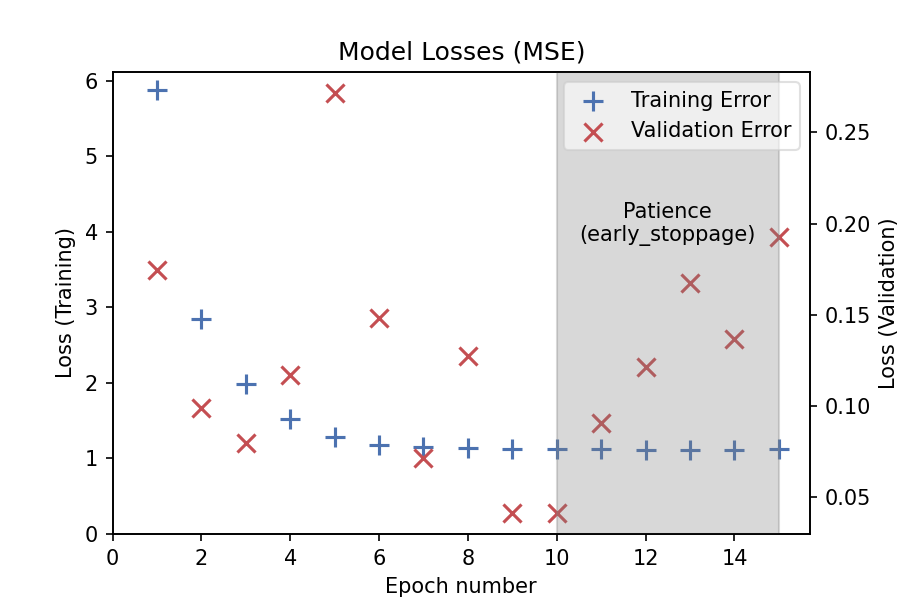 Model Losses (MSE)
Training Error
Validation Error
Patience
(early_stoppage)
Loss (Training)
6
5
4
3
2
1
0
0.25
0.20
0.15
0.10
0.05
Loss (Validation)
0 2 4 6 8 10 12 14
Epoch number